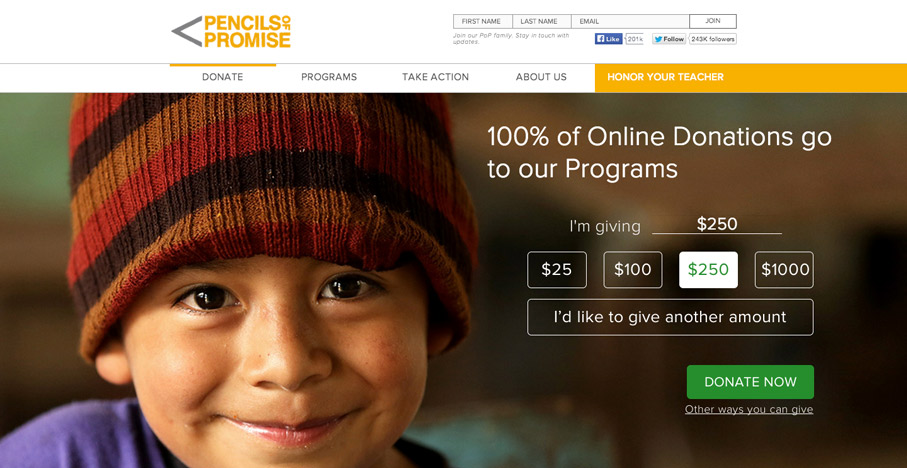 PENCILS OF
PROMISE
FIRST NAME
LAST NAME
EMAIL
JOIN
Join our PoP family. Stay in touch with
updates.
Like
201k
Follow
243K followers
DONATE
PROGRAMS
TAKE ACTION
ABOUT US
HONOR YOUR TEACHER
100% of Online Donations go
to our Programs
I'm giving $250
$25 $100 $250 $1000
I'd like to give another amount
DONATE NOW
Other ways you can give